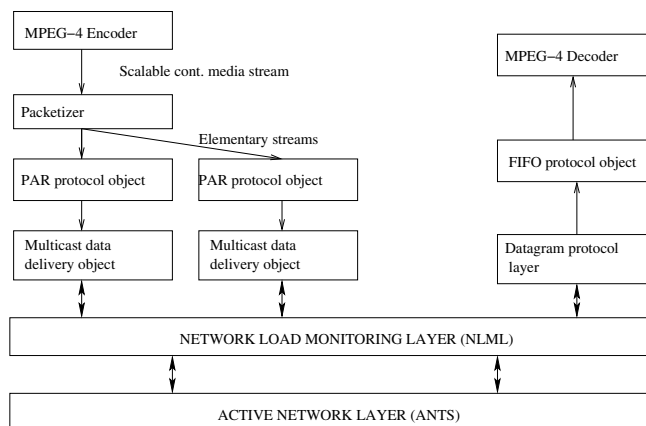 MPEG−4 Encoder
MPEG−4 Decoder
Scalable cont. media stream
Packetizer
Elementary streams
PAR protocol object
PAR protocol object
FIFO protocol object
Multicast data
delivery object
Multicast data
delivery object
Datagram protocol
layer
NETWORK LOAD MONITORING LAYER (NLML)
ACTIVE NETWORK LAYER (ANTS)